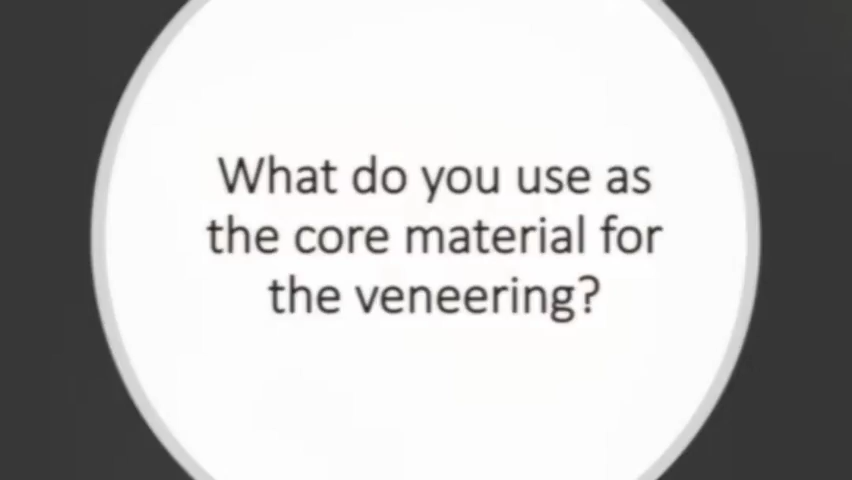 What do you use as
the core material for
the veneering?